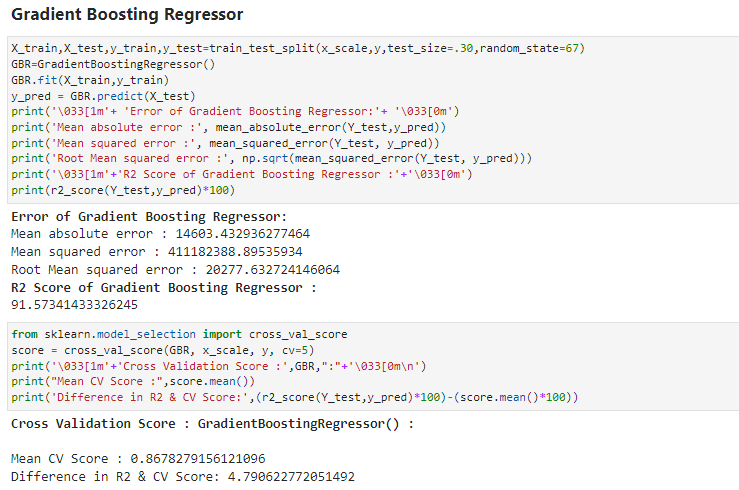 Gradient Boosting Regressor
X_train,X_test,y_train,y_test=train_test_split(x_scale,y,test_size=.30,random_state=67)
GBR=GradientBoostingRegressor()
GBR.fit(X_train,y_train)
y_pred = GBR.predict(X_test)
print('\033[1m'+ 'Error of Gradient Boosting Regressor:'+ '\033[0m')
print('Mean absolute error :', mean_absolute_error(Y_test,y_pred))
print('Mean squared error :', mean_squared_error(Y_test, y_pred))
print('Root Mean squared error :', np.sqrt(mean_squared_error(Y_test, y_pred)))
print('\033[1m'+'R2 Score of Gradient Boosting Regressor :'+'\033[0m')
print(r2_score(Y_test,y_pred)*100)
Error of Gradient Boosting Regressor:
Mean absolute error : 14603.432936277464
Mean squared error : 411182388.89535934
Root Mean squared error : 20277.632724146064
R2 Score of Gradient Boosting Regressor :
91.57341433326245
from sklearn.model_selection import cross_val_score
score = cross_val_score(GBR, x_scale, y, cv=5)
print('\033[1m'+'Cross Validation Score :',GBR,":"+'\033[0m\n')
print("Mean CV Score :",score.mean())
print('Difference in R2 & CV Score:',(r2_score(Y_test,y_pred)*100)-(score.mean()*100))
Cross Validation Score : GradientBoostingRegressor() :
Mean CV Score : 0.8678279156121096
Difference in R2 & CV Score: 4.790622772051492